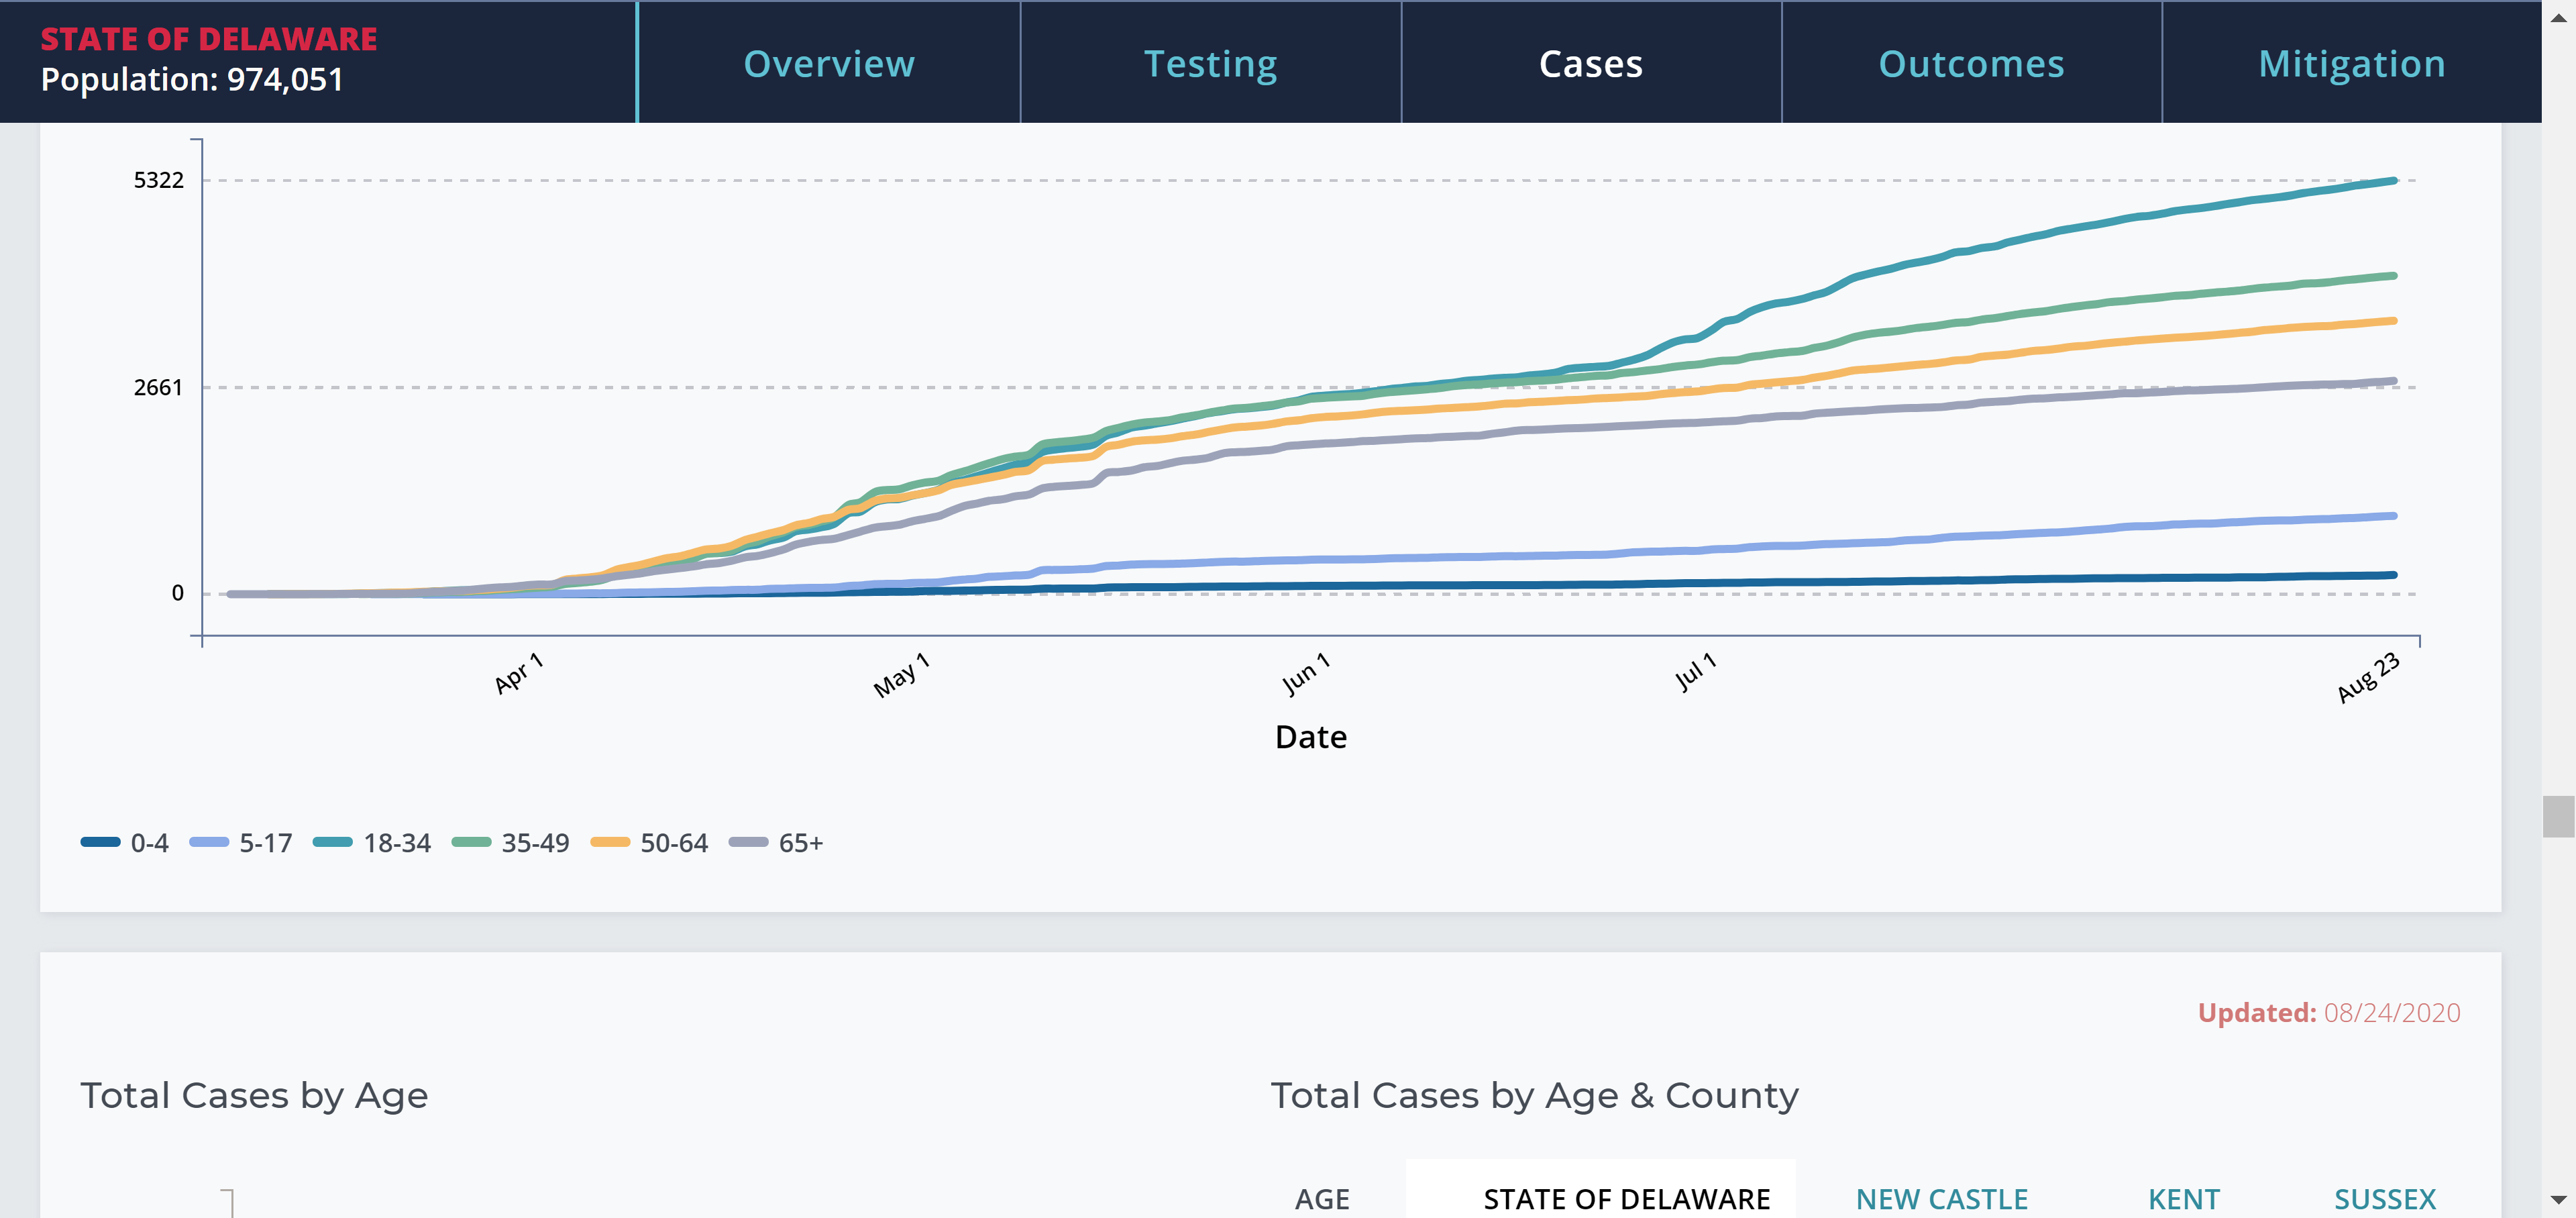 STATE OF DELAWARE
Population: 974,051
Overview
Testing
Cases
Outcomes
Mitigation
5322
2661
0
Apr 1
May 1
Jun 1
Jul 1
Aug 23
Date
0-4
5-17
18-34
35-49
50-64
65+
Updated: 08/24/2020
Total Cases by Age
Total Cases by Age & County
AGE
STATE OF DELAWARE
NEW CASTLE
KENT
SUSSEX